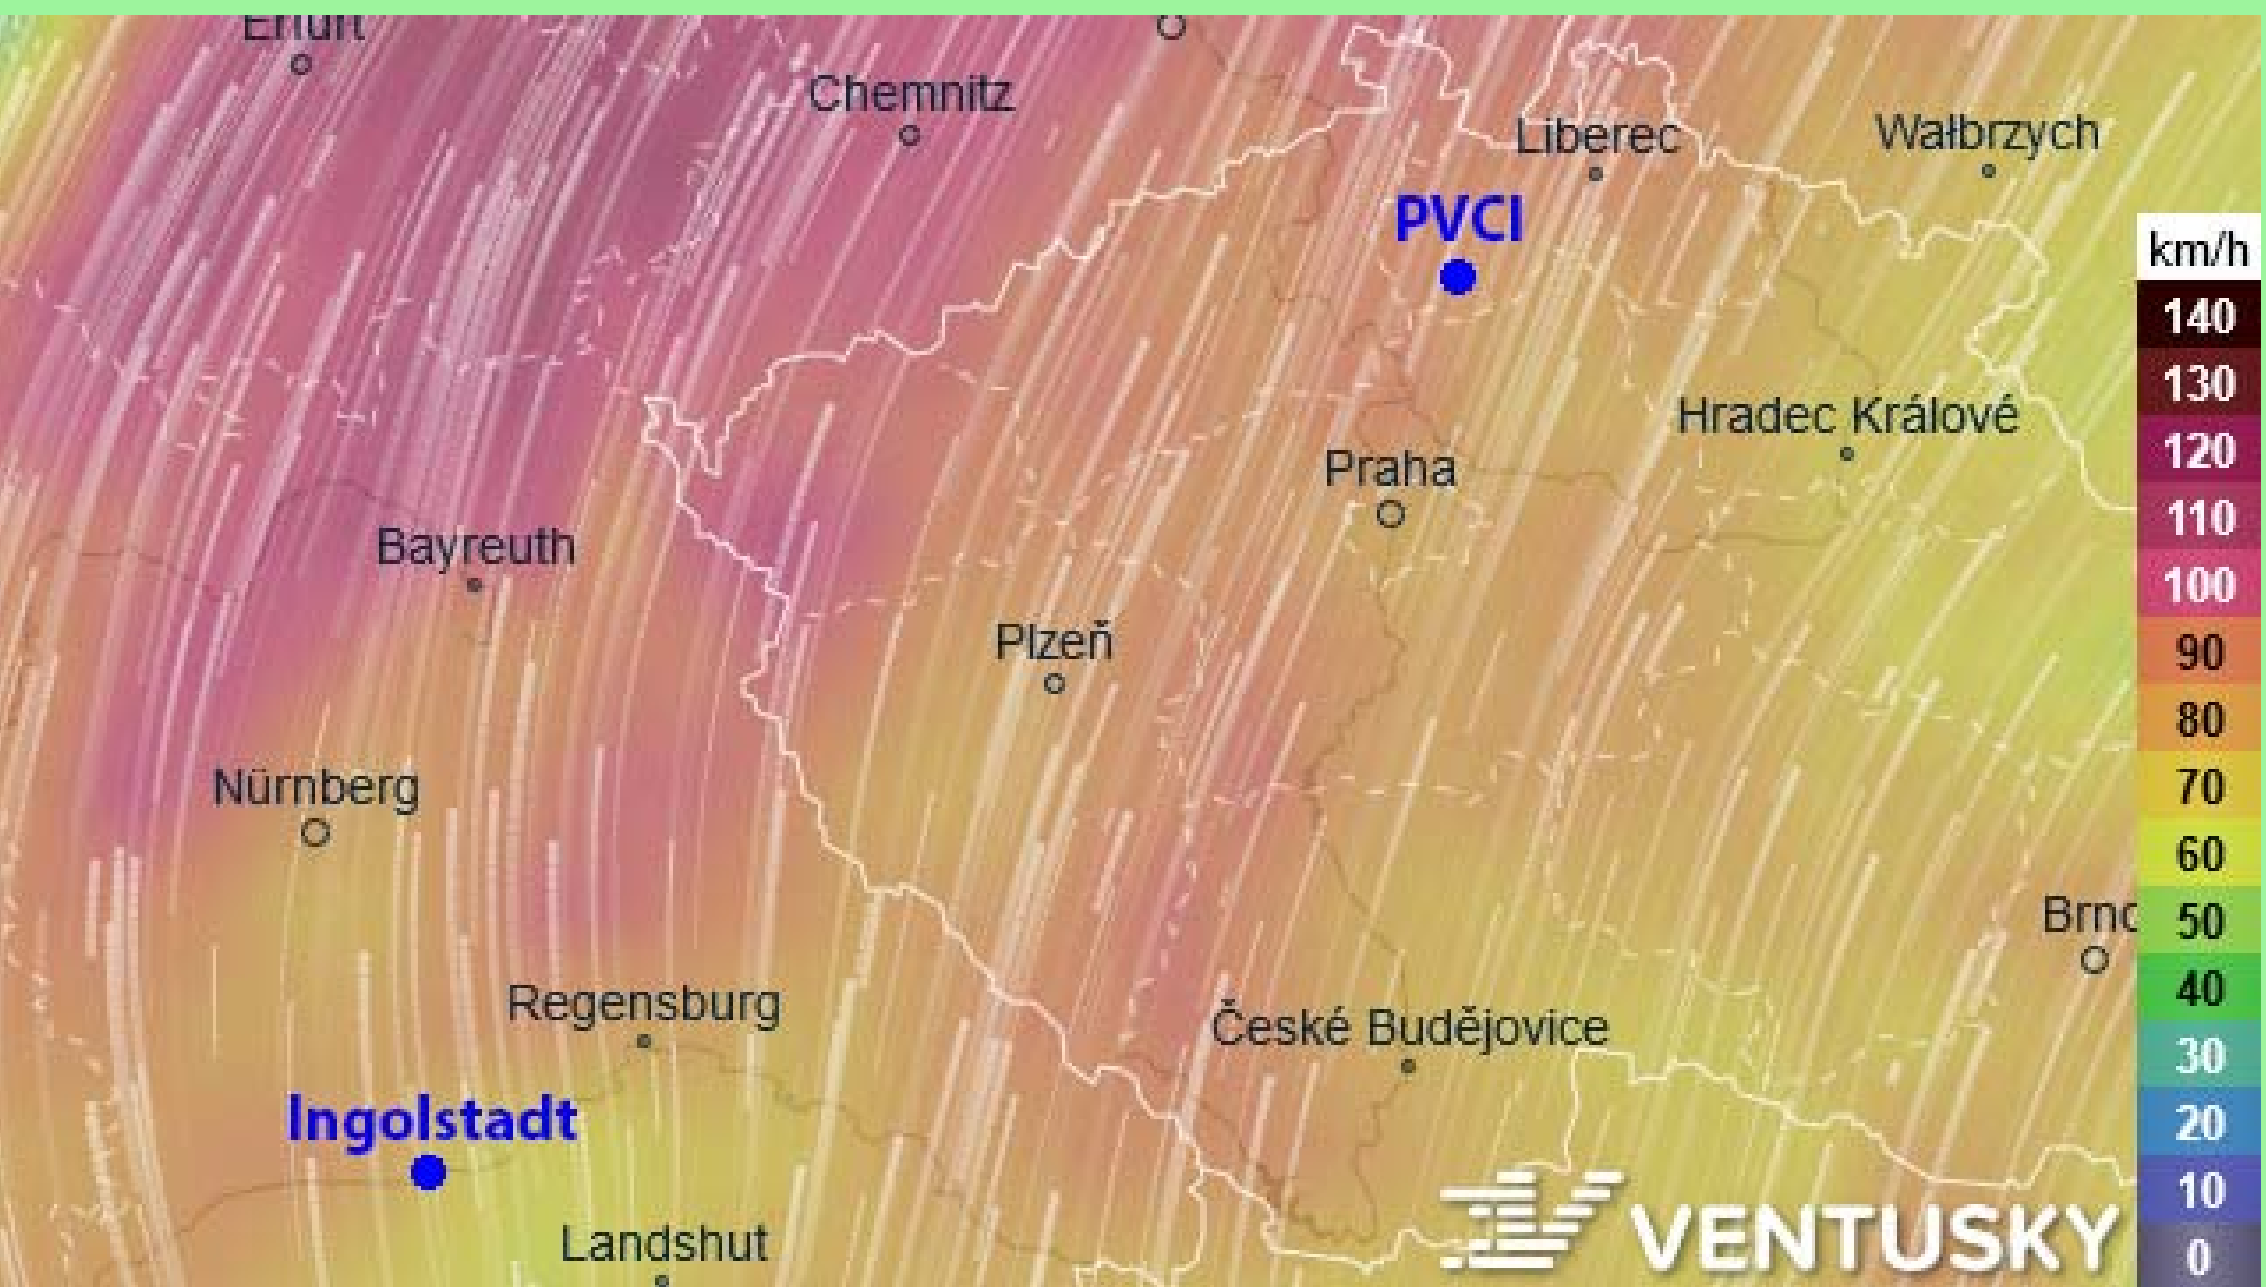 Erfurt
Chemnitz
Liberec
Wałbrzych
PVCI
km/h
140
130
120
110
100
90
80
70
60
50
40
30
20
10
0
Hradec Králové
Praha
Bayreuth
Plzeň
Nürnberg
Brno
Regensburg
České Budějovice
Ingolstadt
Landshut
VENTUSKY